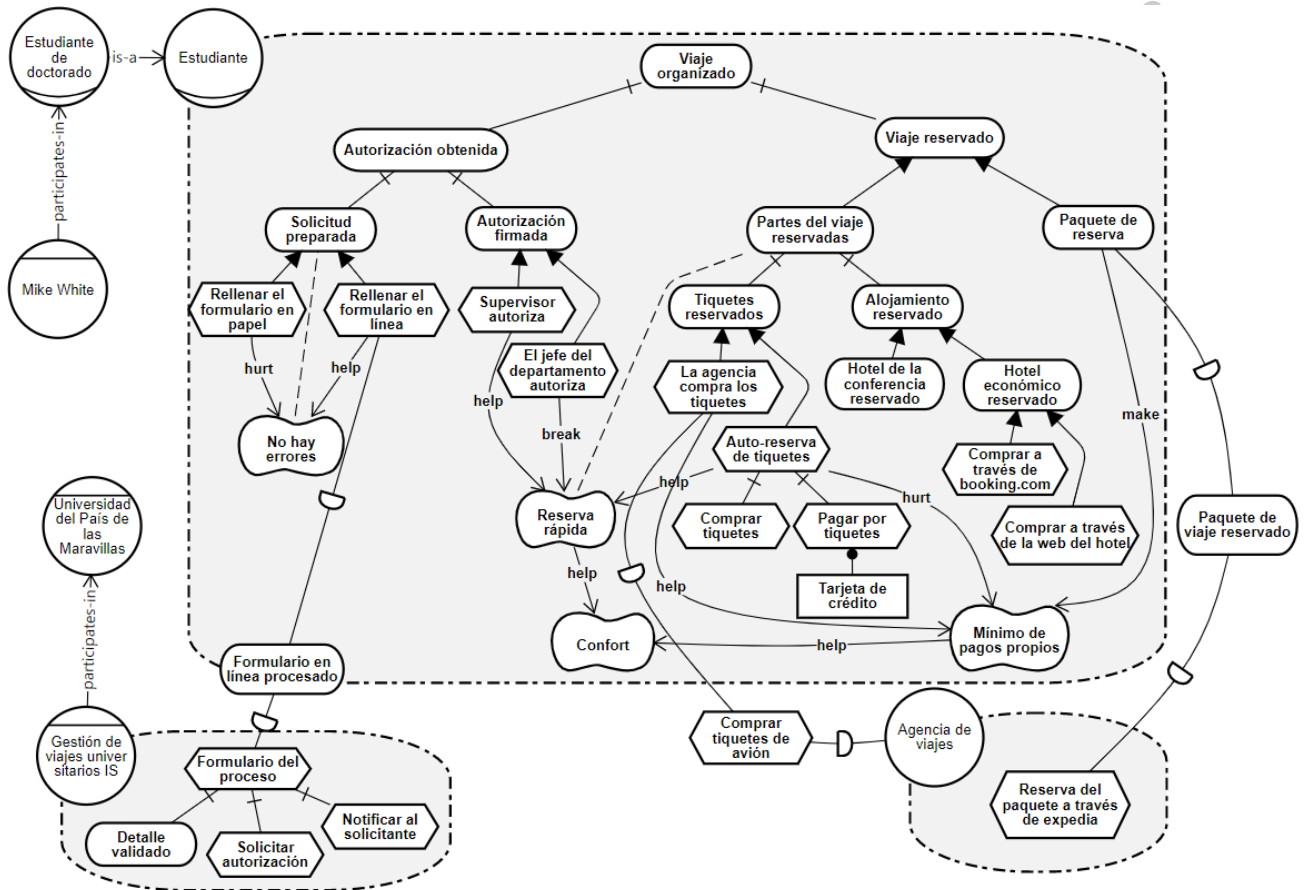 Estudiante
de
doctorado
is-a
Estudiante
participates-in
Mike White
Viaje
organizado
Autorización obtenida
Viaje reservado
Solicitud
preparada
Autorización
firmada
Partes del viaje
reservadas
Paquete de
reserva
Rellenar el
formulario en
papel
Rellenar el
formulario en
línea
Supervisor
autoriza
Tiquetes
reservados
Alojamiento
reservado
El jefe del
departamento
autoriza
La agencia
compra los
tiquetes
Hotel de la
conferencia
reservado
Hotel
económico
reservado
hurt
help
help
break
make
No hay
errores
Auto-reserva
de tiquetes
Comprar a
través de
booking.com
help
hurt
Reserva
rápida
Comprar
tiquetes
Pagar por
tiquetes
Comprar a través
de la web del hotel
Paquete de
viaje reservado
Universidad
del País de
las
Maravillas
participates-in
help
help
Tarjeta de
crédito
Confort
help
Mínimo de
pagos propios
Formulario en
línea procesado
Gestión de
viajes univer
sitarios IS
Formulario del
proceso
Comprar
tiquetes de
avión
Agencia de
viajes
Reserva del
paquete a través
de expedia
Detalle
validado
Solicitar
autorización
Notificar al
solicitante